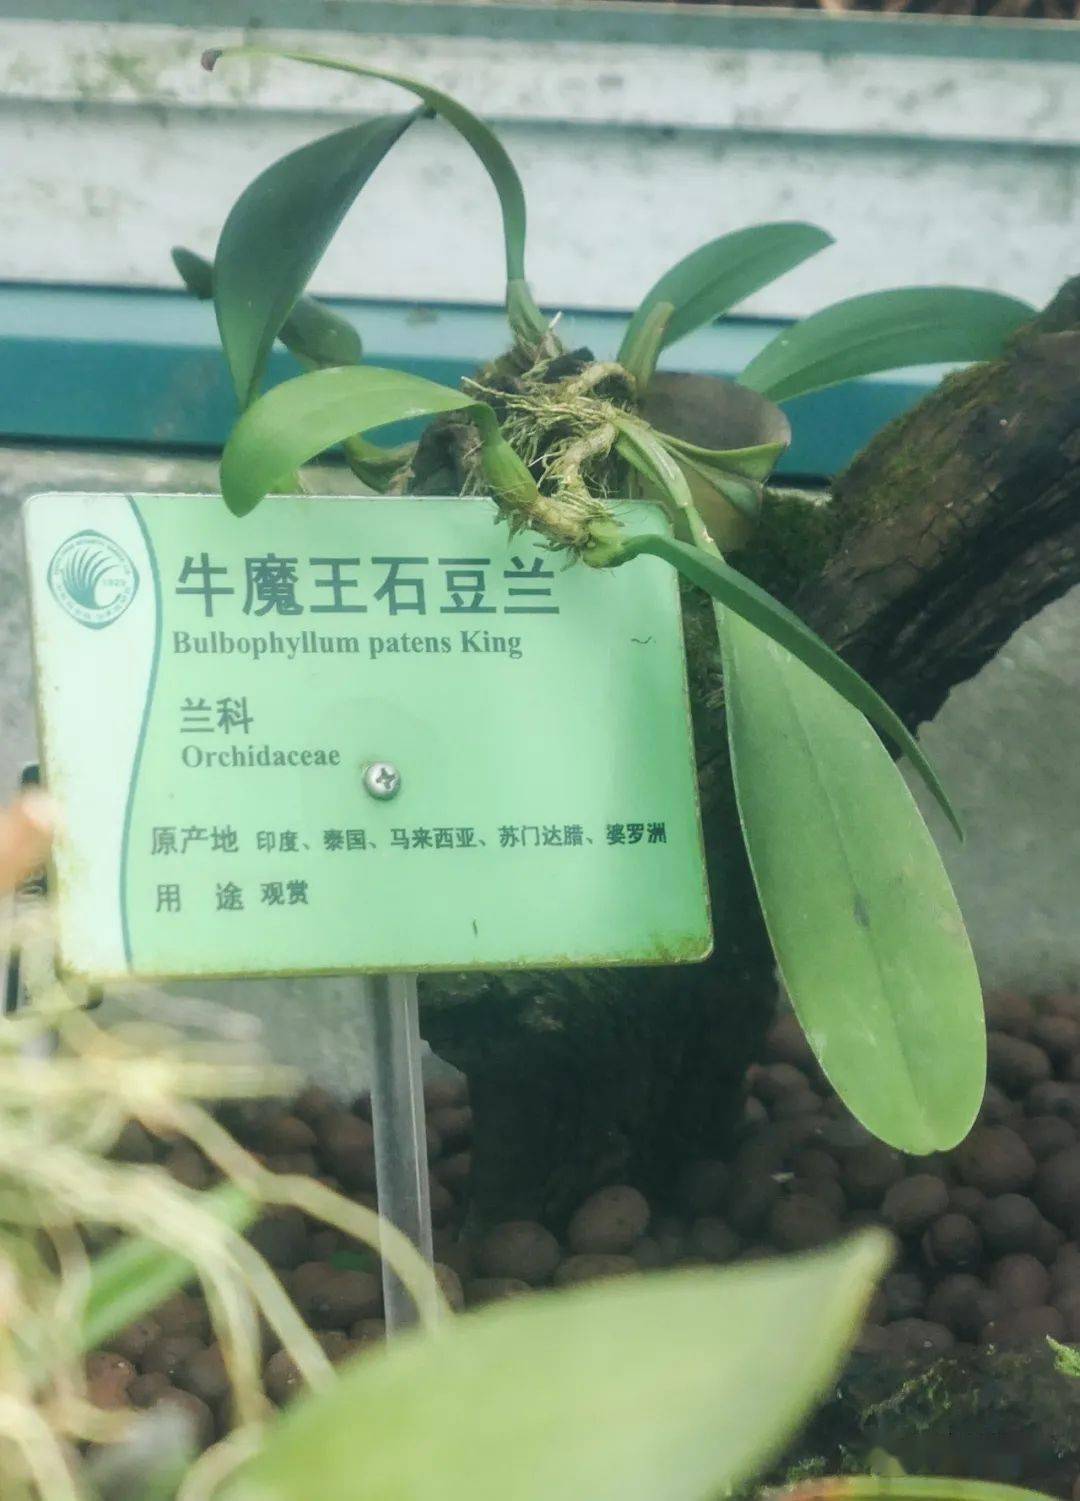 牛魔王石豆兰
Bulbophyllum patens King
兰科
Orchidaceae
原产地 印度、泰国、马来西亚、苏门达腊、婆罗洲
用 途 观赏
1929